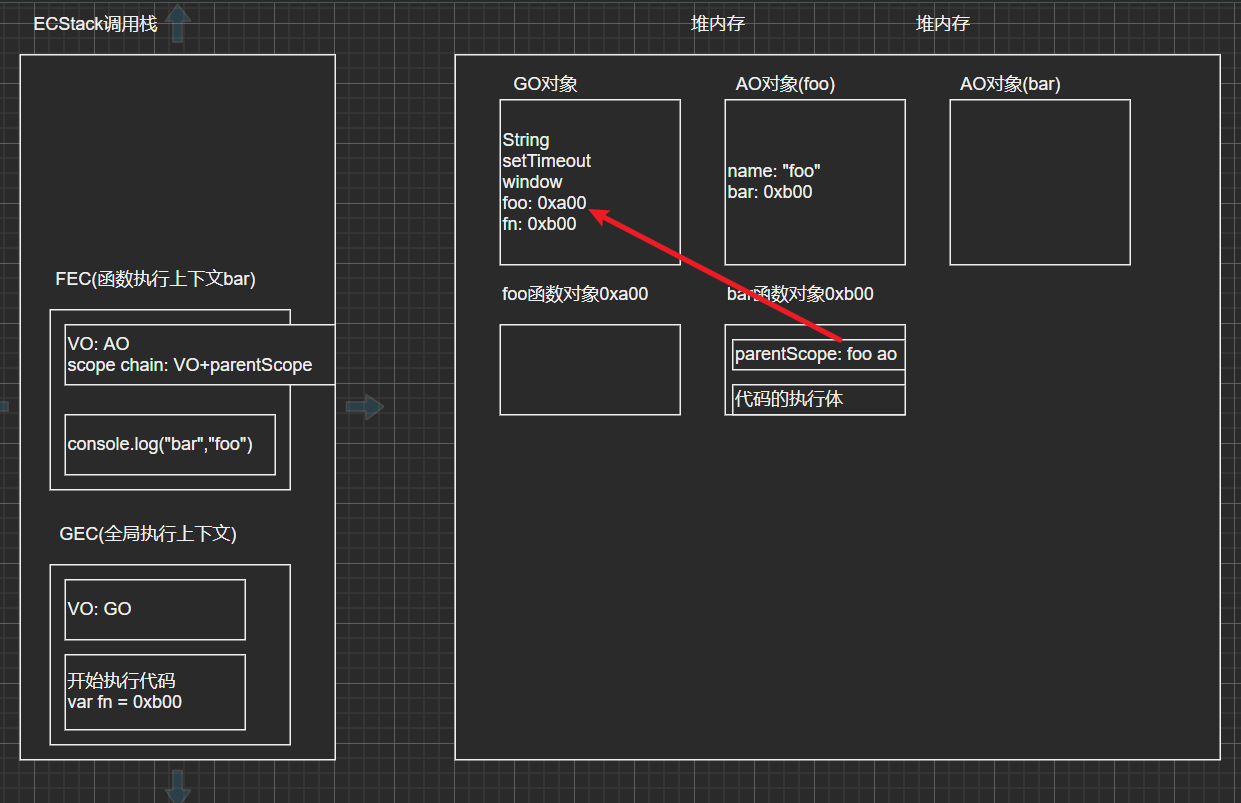 ECStack调用栈
堆内存
堆内存
FEC(函数执行上下文bar)
VO: AO
scope chain: VO+parentScope
console.log("bar","foo")
GEC(全局执行上下文)
VO: GO
开始执行代码
var fn = 0xb00
GO对象
String
setTimeout
window
foo: 0xa00
fn: 0xb00
AO对象(foo)
name: "foo"
bar: 0xb00
AO对象(bar)
foo函数对象0xa00
bar函数对象0xb00
parentScope: foo ao
代码的执行体